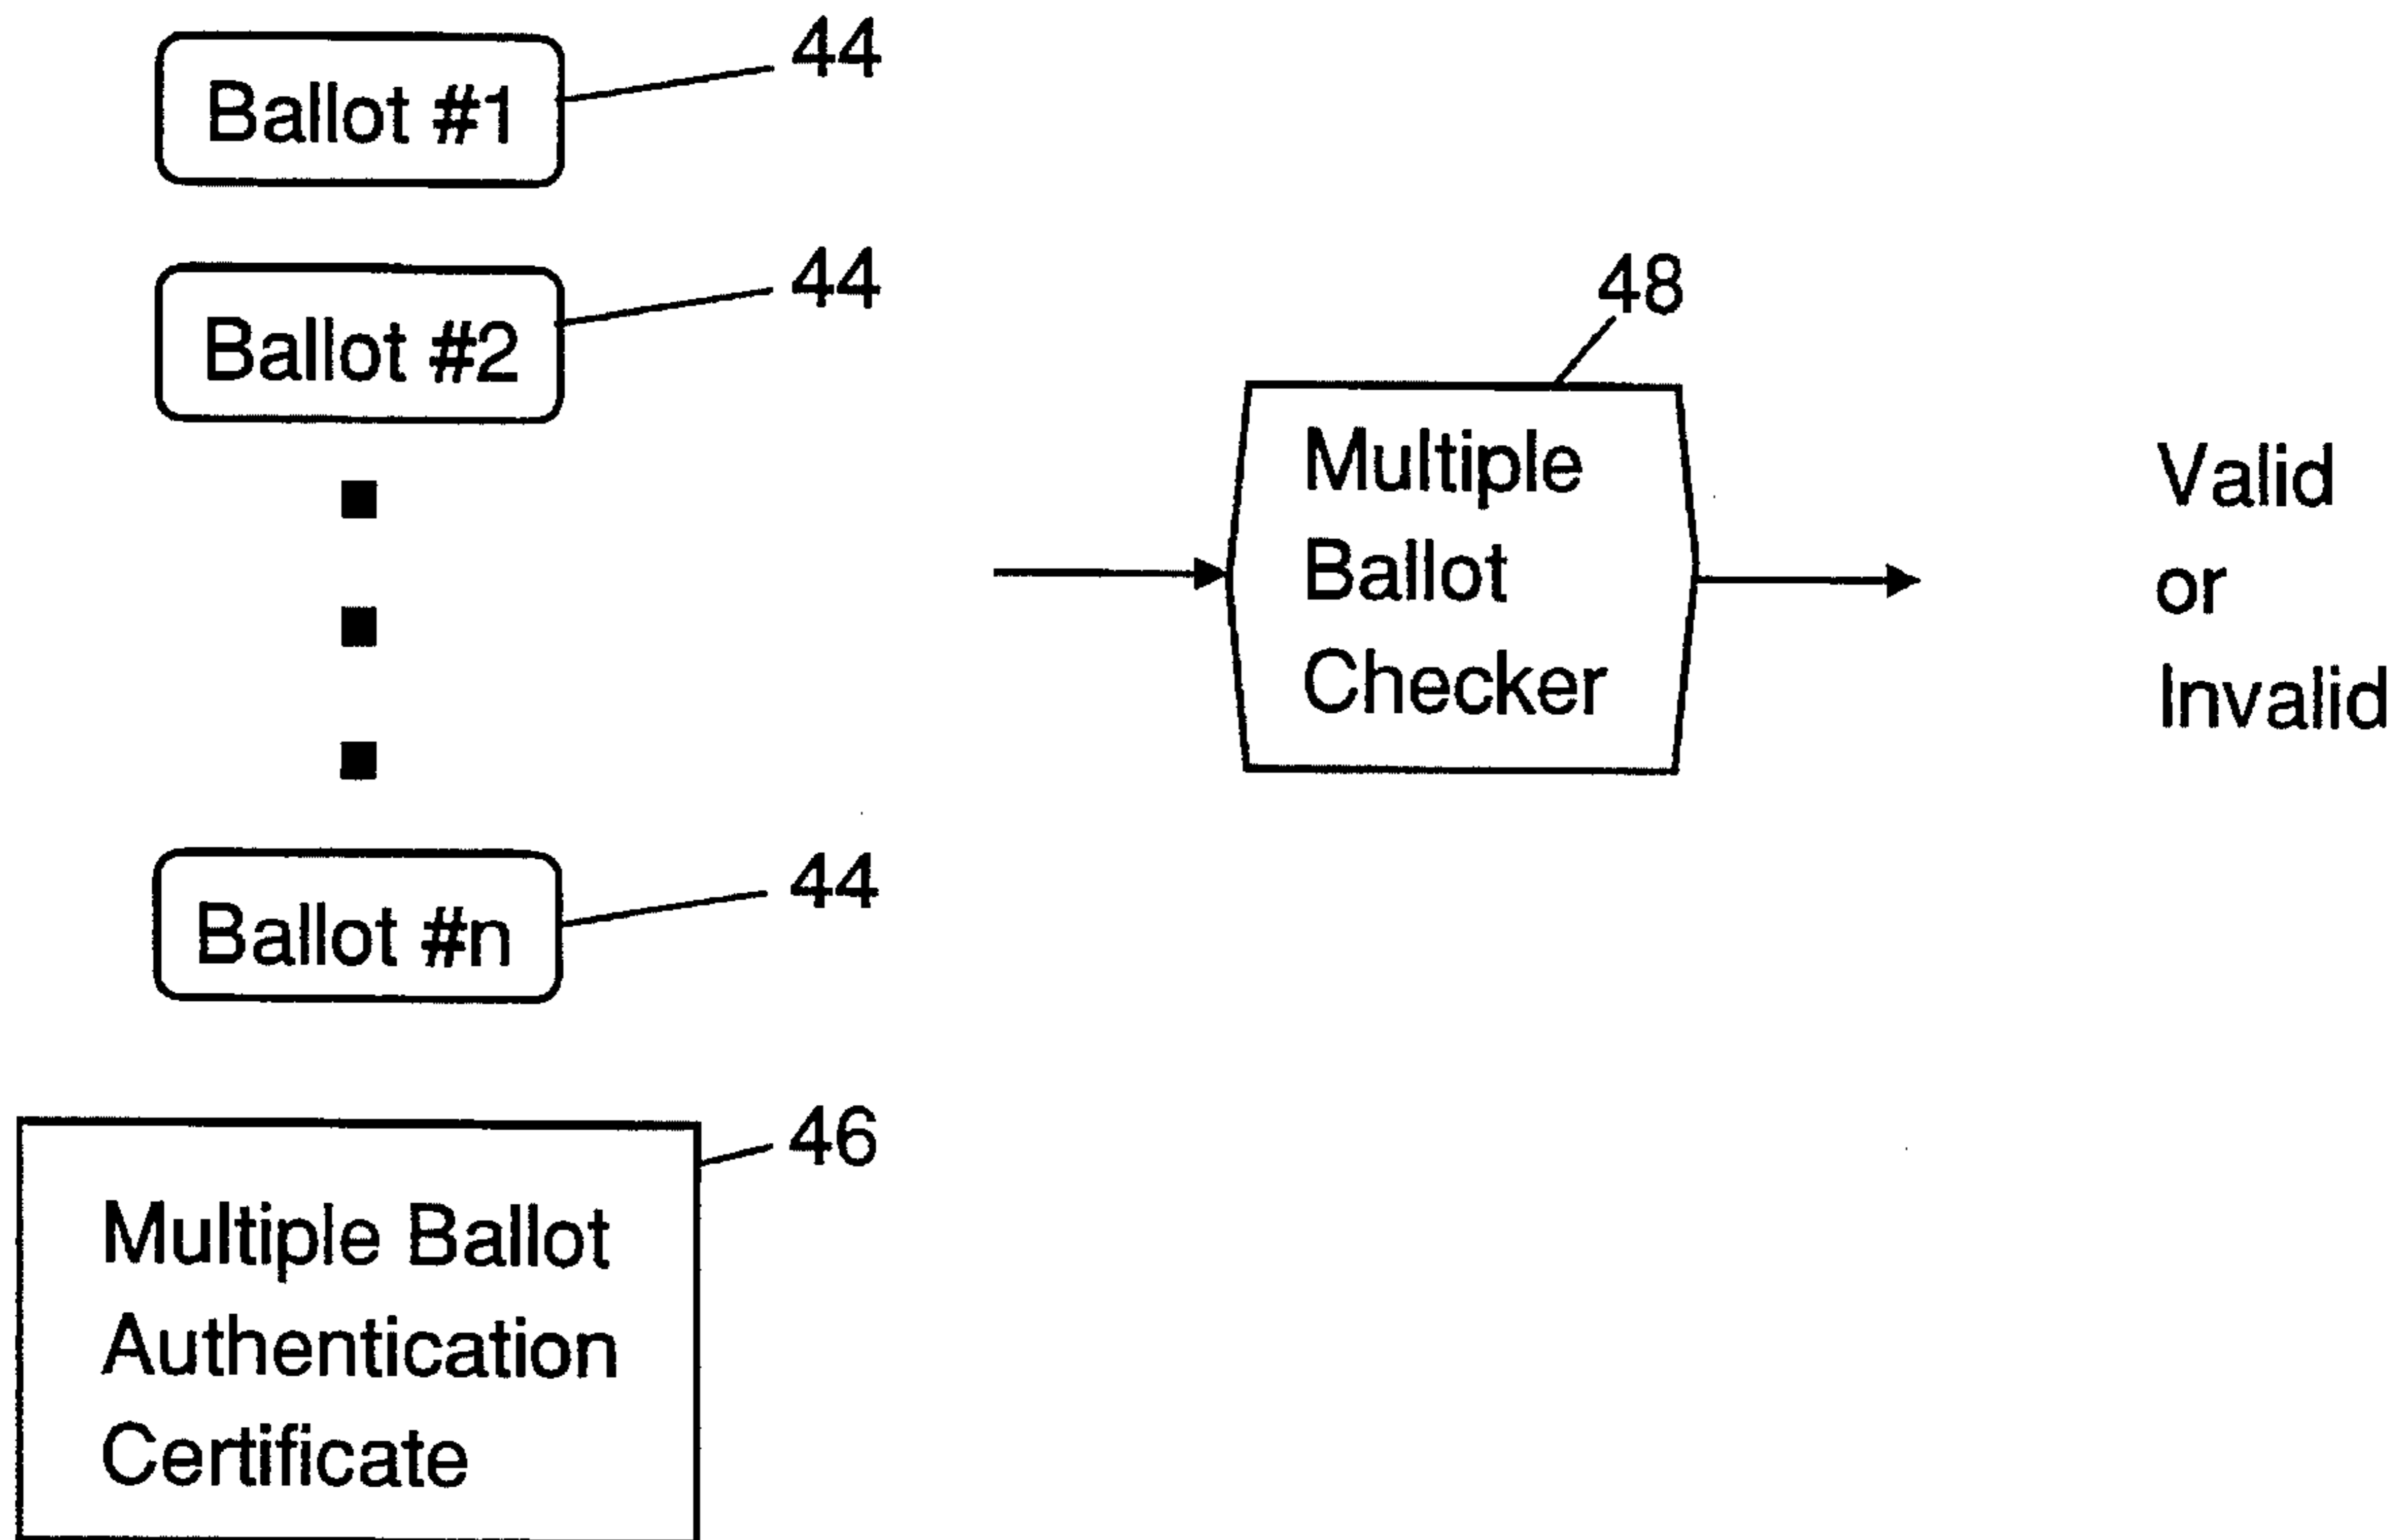 Ballot #1
44
Ballot #2
44
48
Multiple
Ballot
Checker
Valid
or
Invalid
Ballot #n
44
Multiple Ballot
Authentication
Certificate
46